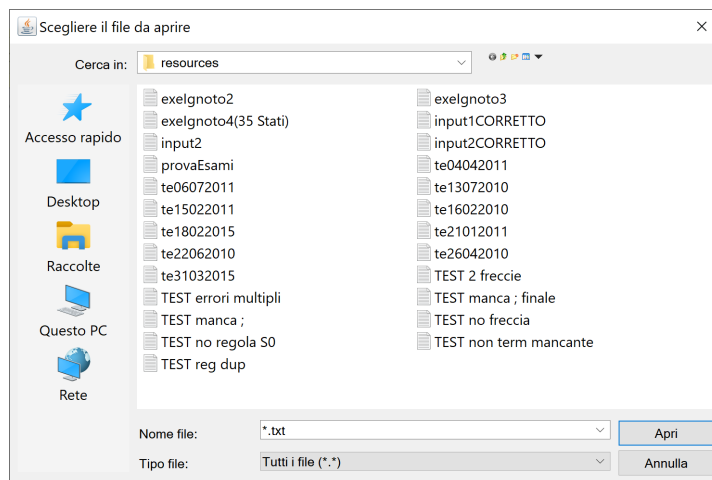 Scegliere il file da aprire
Cerca in: resources
exeIgnoto2 exeIgnoto3
exeIgnoto4(35 Stati) input1CORRETTO
input2 input2CORRETTO
provaEsami te04042011
te06072011 te13072010
te15022011 te16022010
te18022015 te21012011
te22062010 te26042010
te31032015 TEST 2 freccie
TEST errori multipli TEST manca ; finale
TEST manca ; TEST no freccia
TEST no regola S0 TEST non term mancante
TEST reg dup
Accesso rapido
Desktop
Raccolte
Questo PC
Rete
Nome file: *.txt Apri
Tipo file: Tutti i file (*.*) Annulla